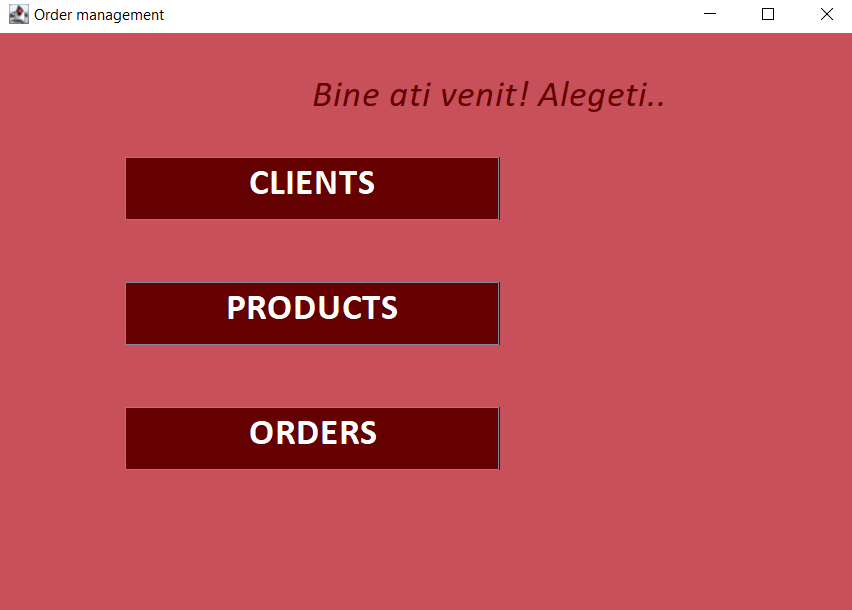 Order management
Bine ati venit! Alegeti..
CLIENTS
PRODUCTS
ORDERS